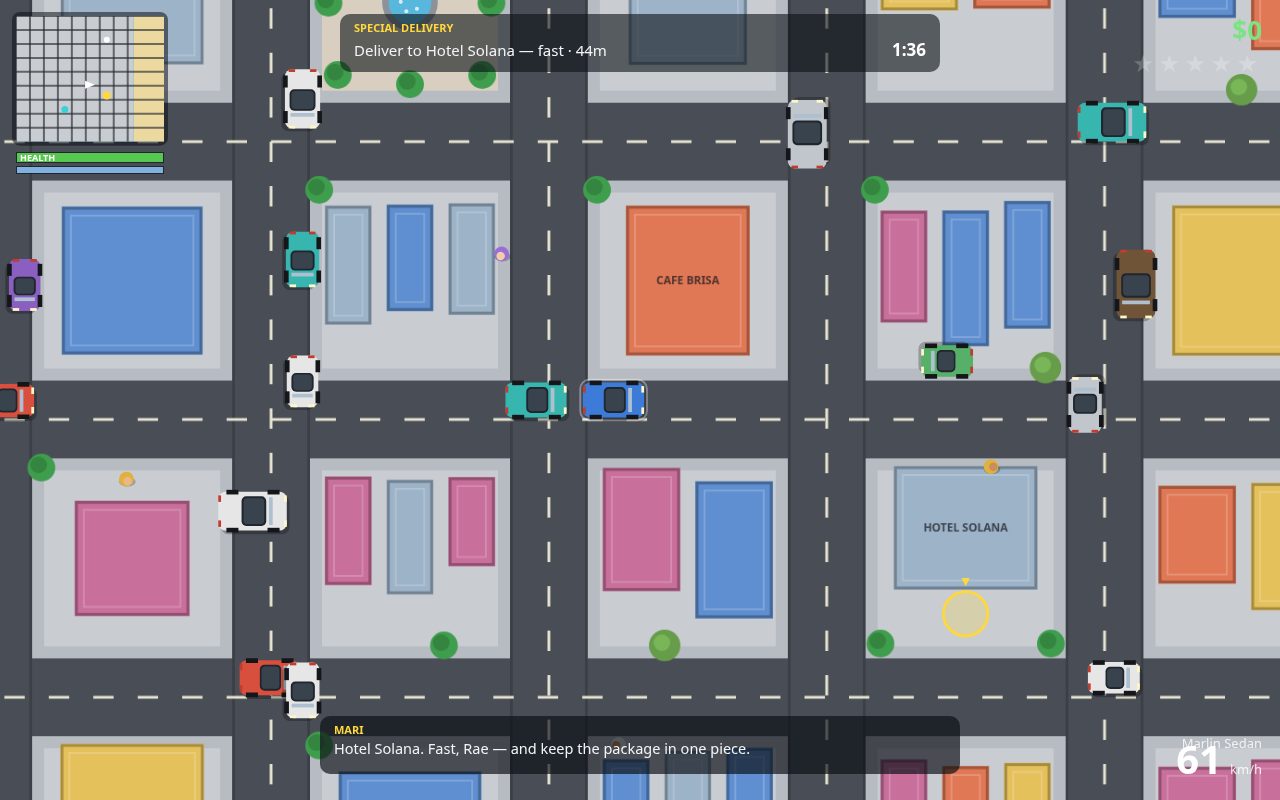 SPECIAL DELIVERY
Deliver to Hotel Solana — fast · 44m
1:36
$0
HEALTH
CAFE BRISA
HOTEL SOLANA
MARI
Hotel Solana. Fast, Rae — and keep the package in one piece.
Marlin Sedan
61 km/h